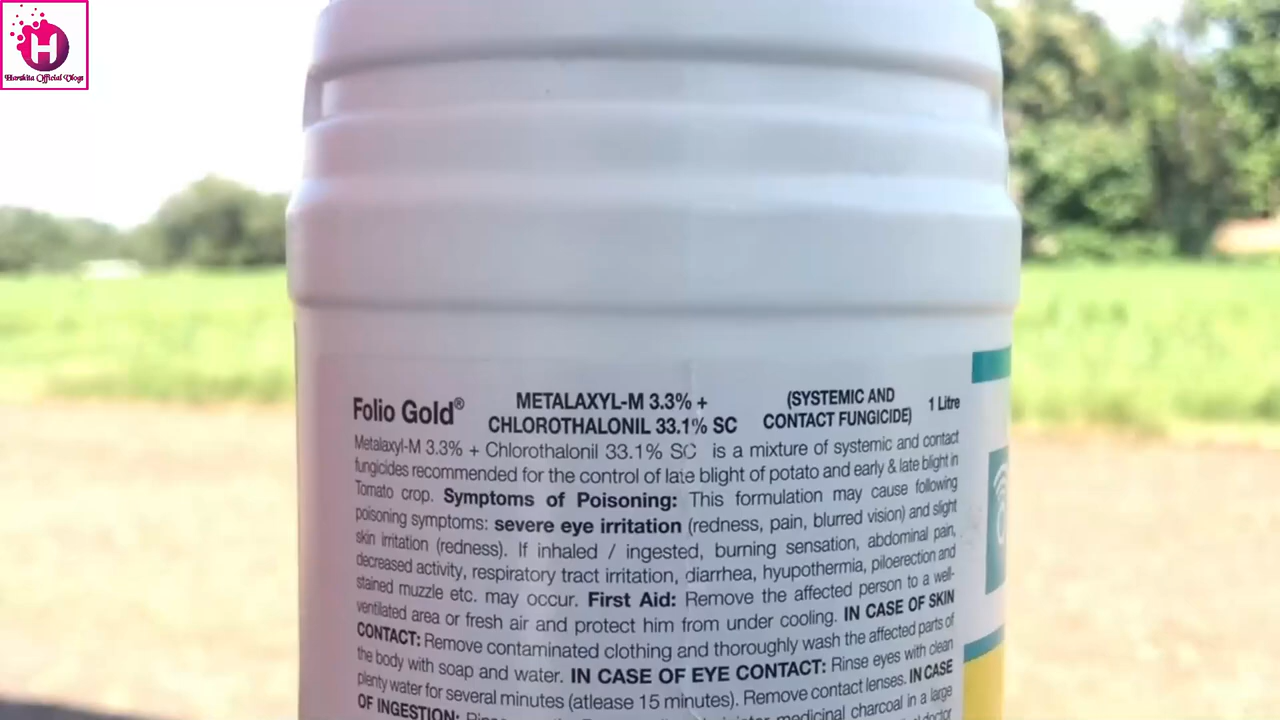 H
Harshita Official Vlogs
Folio Gold® METALAXYL-M 3.3% + CHLOROTHALONIL 33.1% SC (SYSTEMIC AND CONTACT FUNGICIDE) 1 Litre
Metalaxyl-M 3.3% + Chlorothalonil 33.1% SC is a mixture of systemic and contact
fungicides recommended for the control of late blight of potato and early & late blight in
Tomato crop. Symptoms of Poisoning: This formulation may cause following
poisoning symptoms: severe eye irritation (redness, pain, blurred vision) and slight
skin irritation (redness). If inhaled / ingested, burning sensation, abdominal pain,
decreased activity, respiratory tract irritation, diarrhea, hyupothermia, piloerection and
stained muzzle etc. may occur. First Aid: Remove the affected person to a well-
ventilated area or fresh air and protect him from under cooling. IN CASE OF SKIN
CONTACT: Remove contaminated clothing and thoroughly wash the affected parts of
the body with soap and water. IN CASE OF EYE CONTACT: Rinse eyes with clean
plenty water for several minutes (atlease 15 minutes). Remove contact lenses. IN CASE
OF INGESTION: medicinal charcoal in a large
doctor